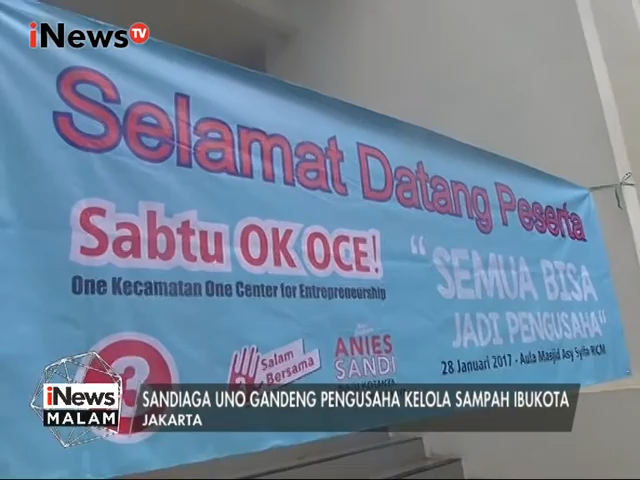 iNews TV
Selamat Datang Peserta
Sabtu OK OCE!
One Kecamatan One Center for Entrepreneurship
"SEMUA BISA
JADI PENGUSAHA"
28 Januari 2017 - Aula Masjid Asy Syifa RSCM
3
Salam
Bersama
ANIES
SANDI
iNews
MALAM
SANDIAGA UNO GANDENG PENGUSAHA KELOLA SAMPAH IBUKOTA
JAKARTA